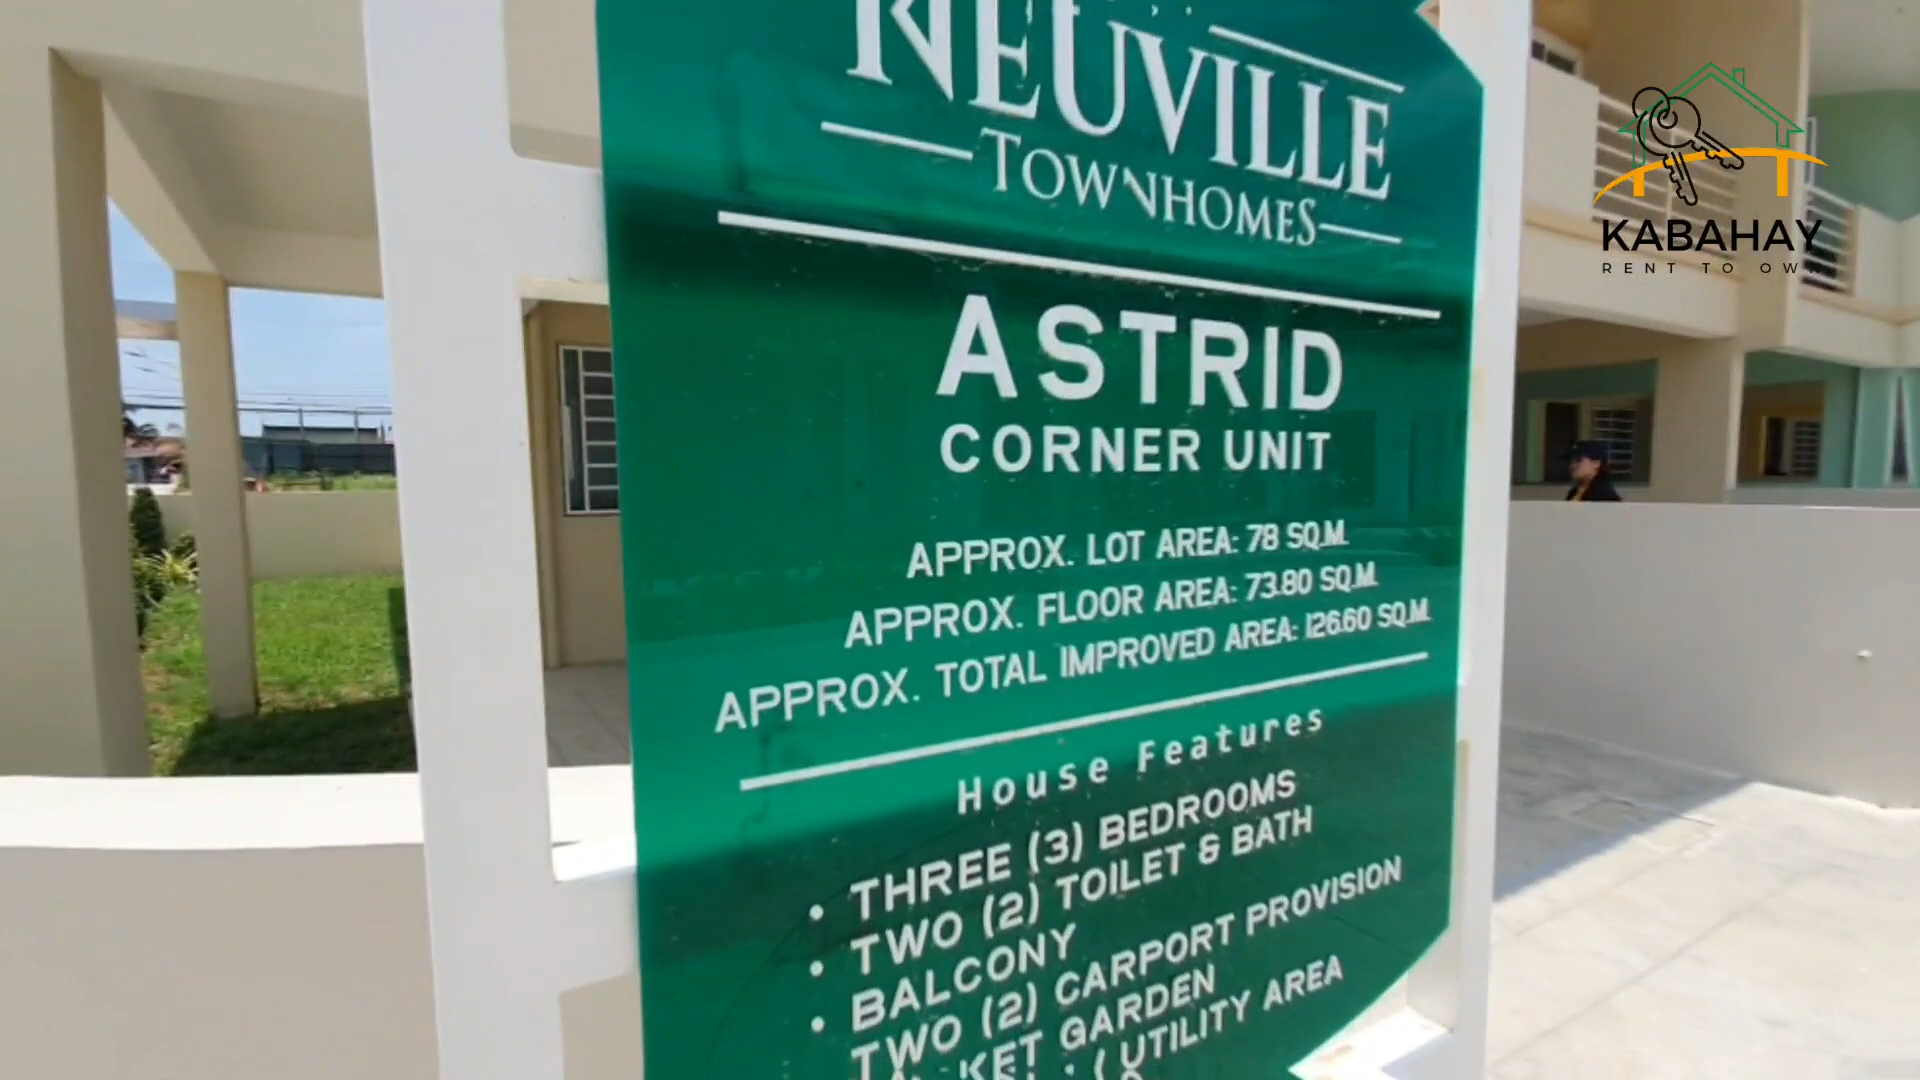 NEUVILLE
TOWNHOMES
ASTRID
CORNER UNIT
APPROX. LOT AREA: 78 SQ.M.
APPROX. FLOOR AREA: 73.80 SQ.M.
APPROX. TOTAL IMPROVED AREA: 126.60 SQ.M.
House Features
• THREE (3) BEDROOMS
• TWO (2) TOILET & BATH
• BALCONY
TWO (2) CARPORT PROVISION
GARDEN
UTILITY AREA
KABAHAY
RENT TO OWN